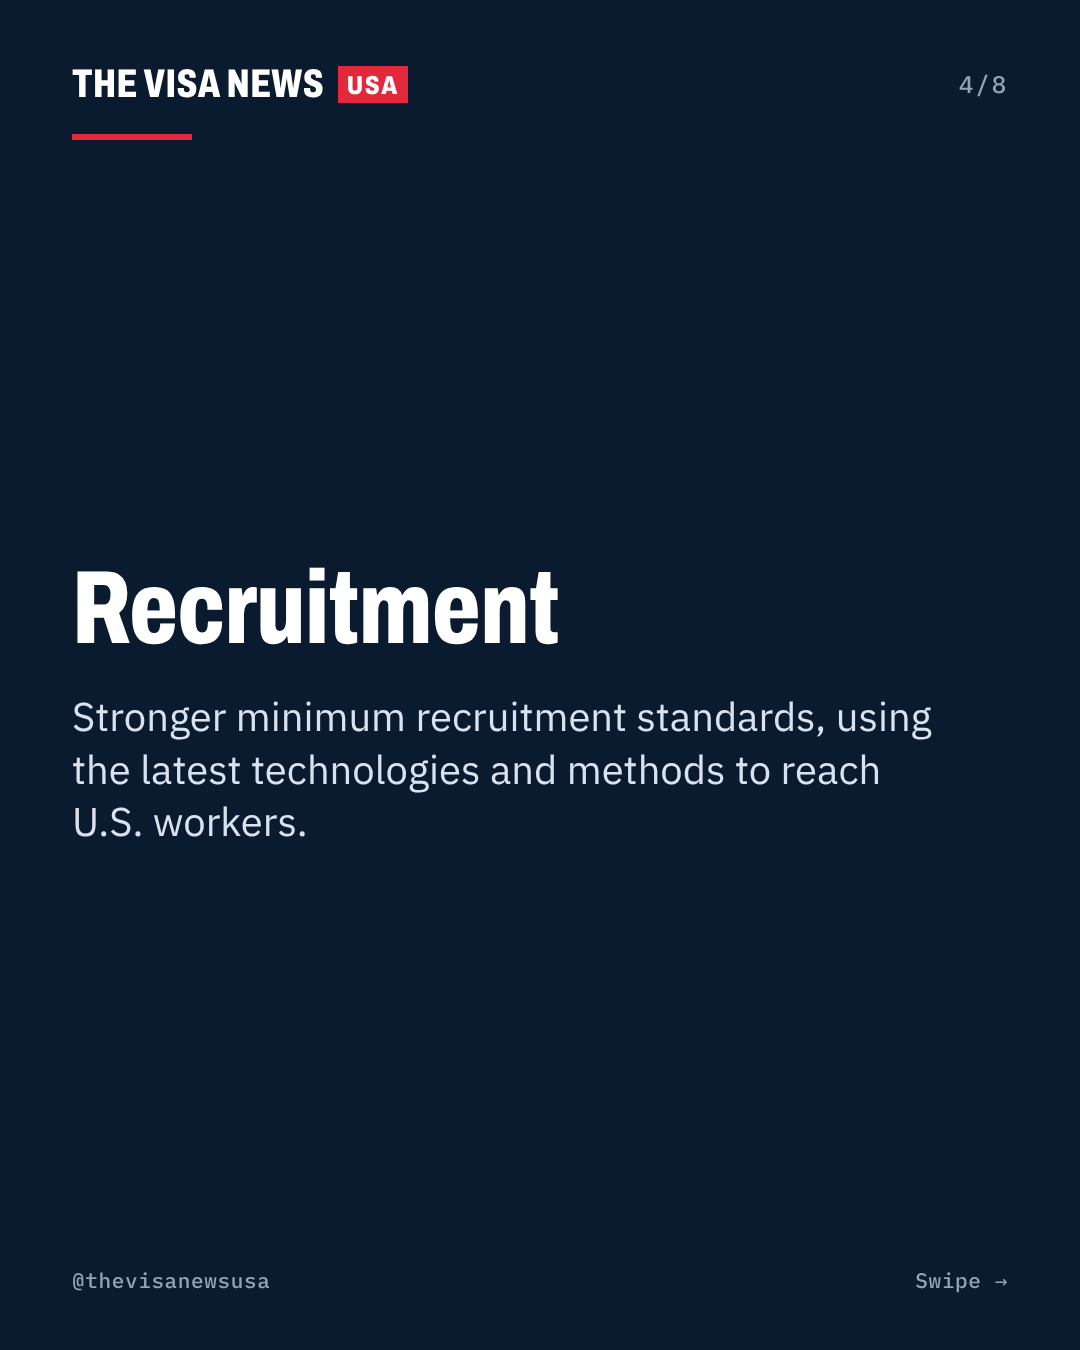 THE VISA NEWS USA
4/8
Recruitment
Stronger minimum recruitment standards, using
the latest technologies and methods to reach
U.S. workers.
@thevisanewsusa
Swipe →